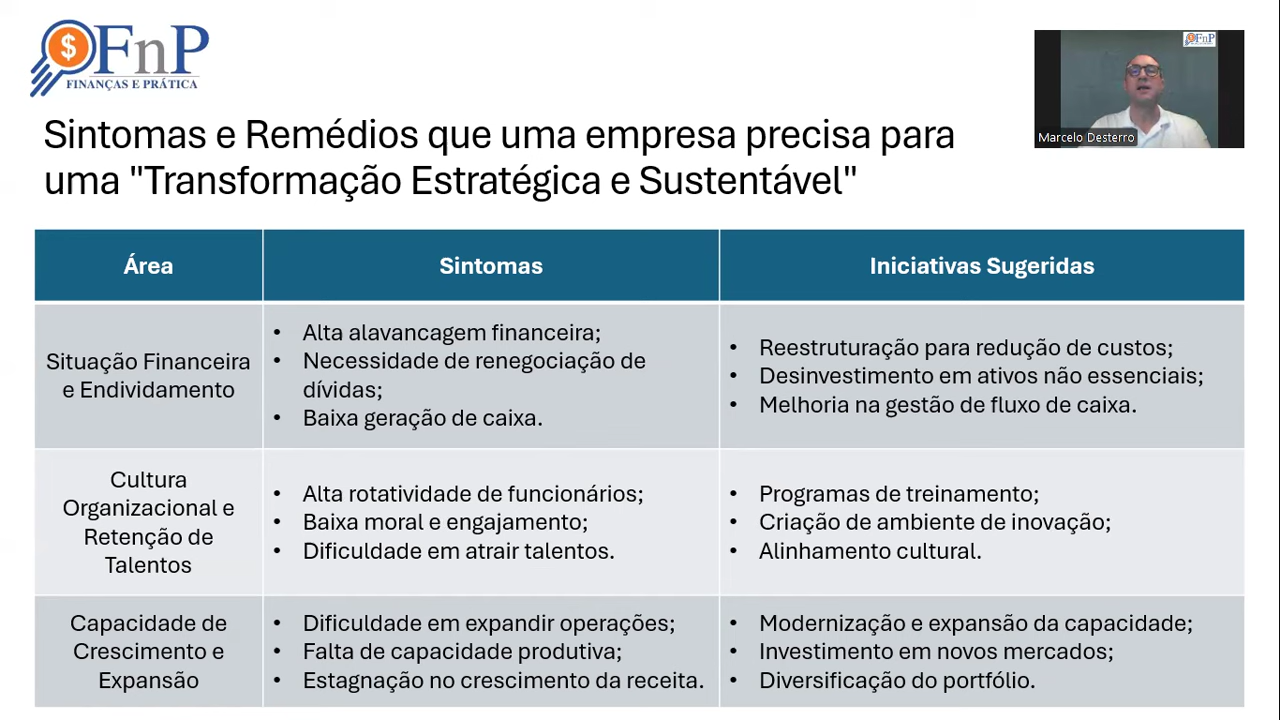 $
FnP
FINANÇAS E PRÁTICA
FnP
Marcelo Desterro
Sintomas e Remédios que uma empresa precisa para
uma "Transformação Estratégica e Sustentável"
Área
Sintomas
Iniciativas Sugeridas
Situação Financeira
e Endividamento
• Alta alavancagem financeira;
• Necessidade de renegociação de
dívidas;
• Baixa geração de caixa.
• Reestruturação para redução de custos;
• Desinvestimento em ativos não essenciais;
• Melhoria na gestão de fluxo de caixa.
Cultura
Organizacional e
Retenção de
Talentos
• Alta rotatividade de funcionários;
• Baixa moral e engajamento;
• Dificuldade em atrair talentos.
• Programas de treinamento;
• Criação de ambiente de inovação;
• Alinhamento cultural.
Capacidade de
Crescimento e
Expansão
• Dificuldade em expandir operações;
• Falta de capacidade produtiva;
• Estagnação no crescimento da receita.
• Modernização e expansão da capacidade;
• Investimento em novos mercados;
• Diversificação do portfólio.